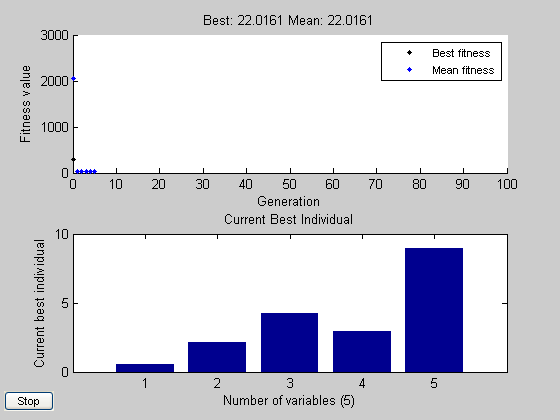 Best: 22.0161 Mean: 22.0161
3000
2000
1000
0
Fitness value
Best fitness
Mean fitness
0 10 20 30 40 50 60 70 80 90 100
Generation
Current Best Individual
10
5
0
Current best individual
1 2 3 4 5
Number of variables (5)
Stop